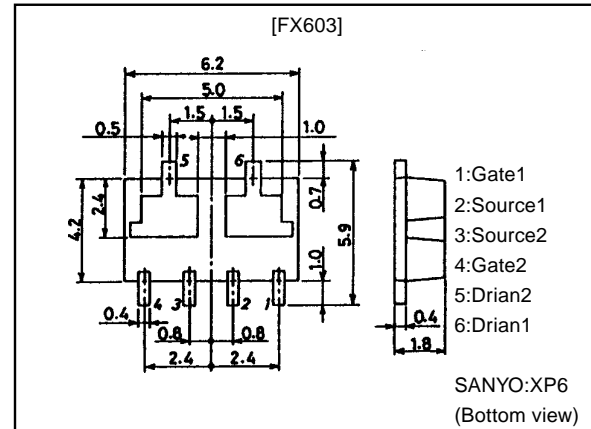 [FX603]
6.2
5.0
1.5 1.5
0.5 1.0
5 6
4.2
2.4
0.7
5.9
1.0
4 3 2 1
0.4
0.8 0.8
2.4 2.4
0.4
1.8
1:Gate1
2:Source1
3:Source2
4:Gate2
5:Drian2
6:Drian1
SANYO:XP6
(Bottom view)